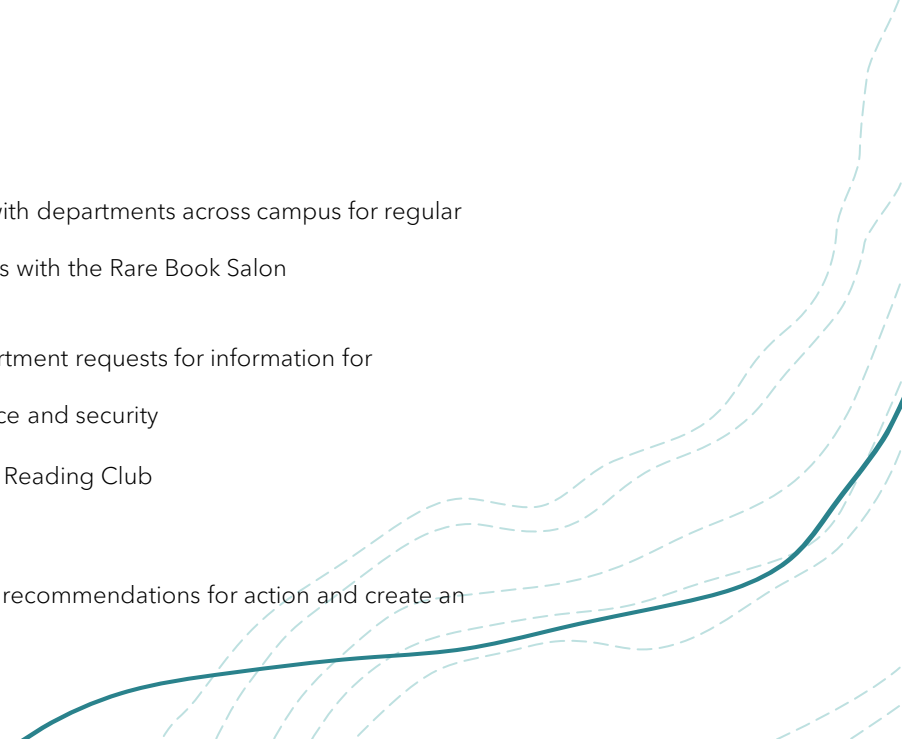 with departments across campus for regular
s with the Rare Book Salon
rtment requests for information for
ce and security
Reading Club
recommendations for action and create an